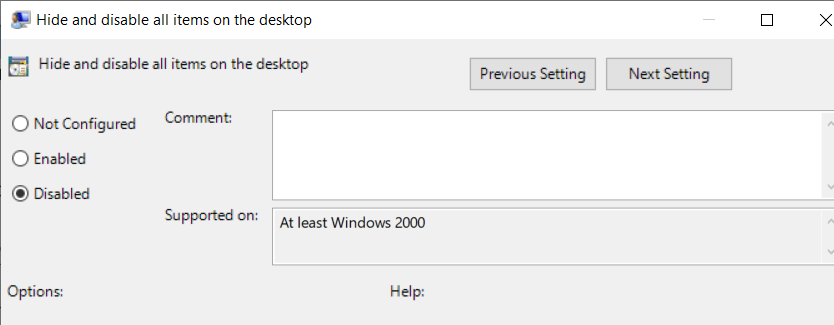 Hide and disable all items on the desktop
Hide and disable all items on the desktop
Previous Setting
Next Setting
Not Configured
Comment:
Enabled
Disabled
Supported on:
At least Windows 2000
Options:
Help: